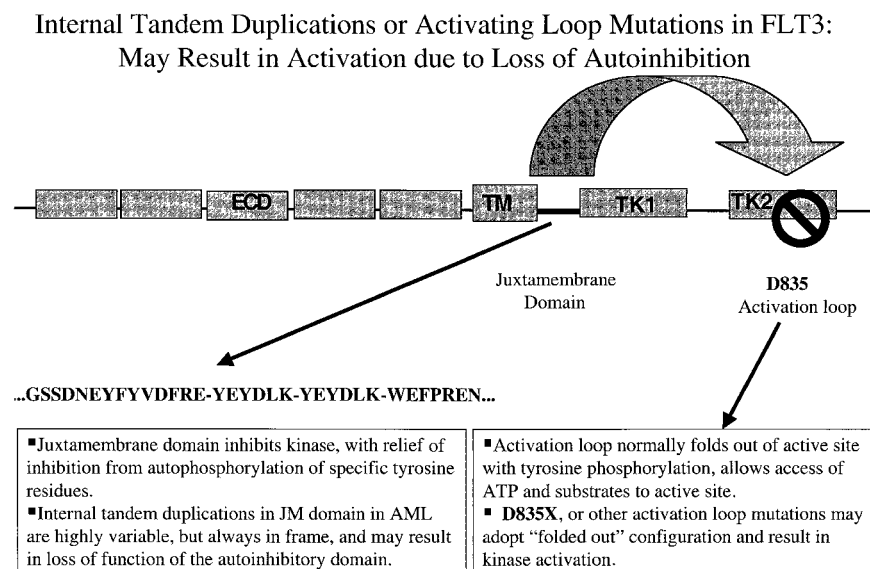 Internal Tandem Duplications or Activating Loop Mutations in FLT3:
May Result in Activation due to Loss of Autoinhibition
ECD
TM
TK1
TK2
Juxtamembrane
Domain
D835
Activation loop
...GSSDNEYFYVDFRE-YEYDLK-YEYDLK-WEFPREN...
▪Juxtamembrane domain inhibits kinase, with relief of
inhibition from autophosphorylation of specific tyrosine
residues.
▪Internal tandem duplications in JM domain in AML
are highly variable, but always in frame, and may result
in loss of function of the autoinhibitory domain.
▪Activation loop normally folds out of active site
with tyrosine phosphorylation, allows access of
ATP and substrates to active site.
▪ D835X, or other activation loop mutations may
adopt “folded out” configuration and result in
kinase activation.